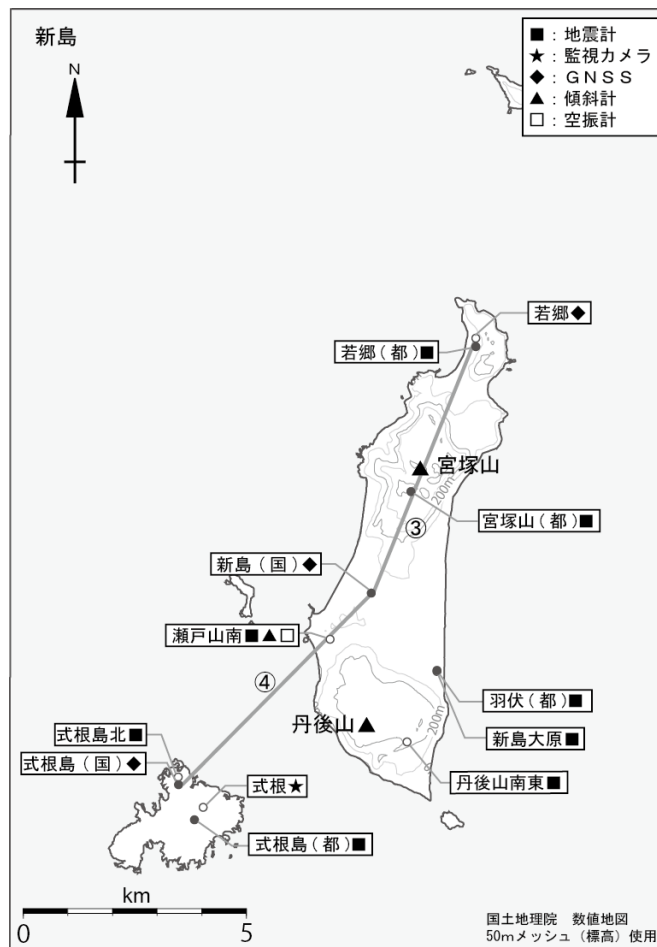 新島
N
■：地震計
★：監視カメラ
◆：ＧＮＳＳ
▲：傾斜計
□：空振計
若郷◆
若郷（都）■
宮塚山
200m
宮塚山（都）■
③
新島（国）◆
瀬戸山南■▲□
④
羽伏（都）■
丹後山
200m
新島大原■
式根島北■
式根島（国）◆
丹後山南東■
式根★
式根島（都）■
km
0 5
国土地理院　数値地図
50mメッシュ（標高）使用